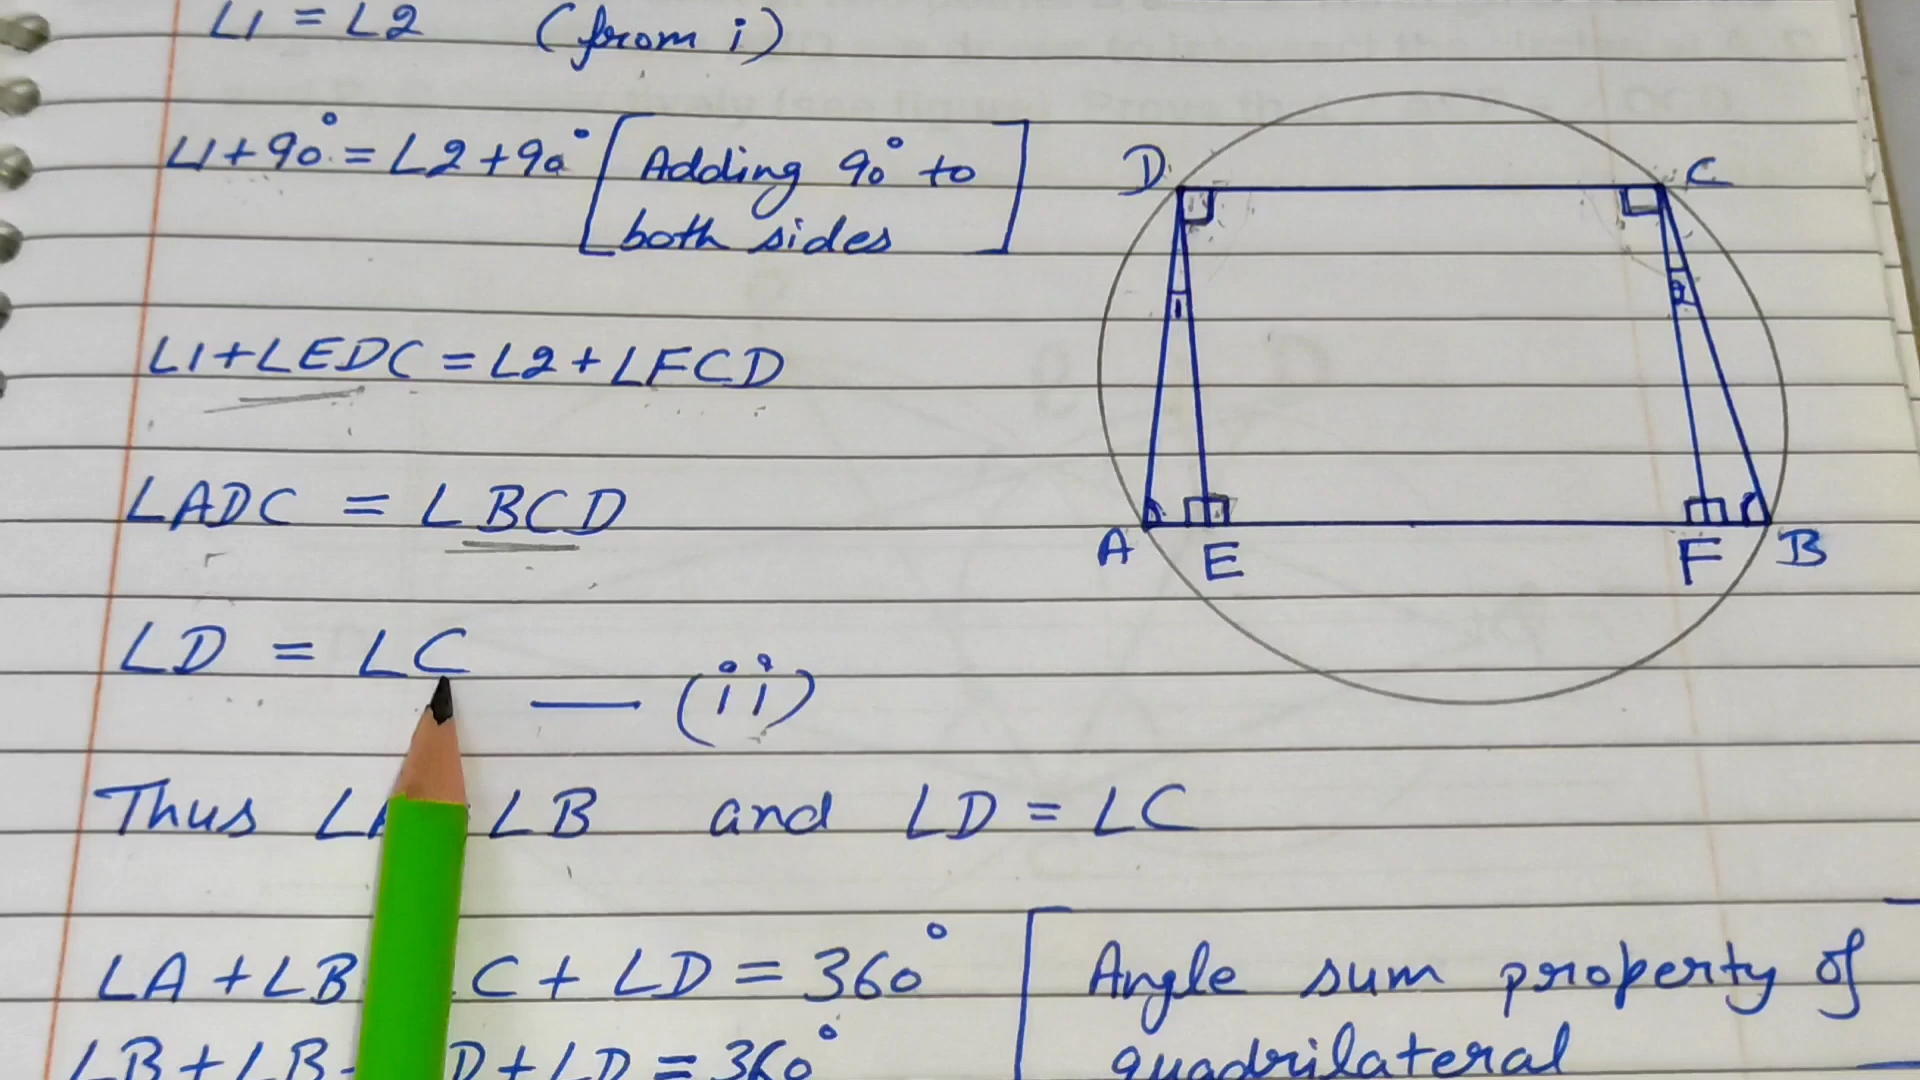 ∠1 = ∠2 (from i)
∠1+90° = ∠2+90° [Adding 90° to
both sides]
∠1+∠EDC = ∠2+∠FCD
∠ADC = ∠BCD
∠D = ∠C
— (ii)
Thus ∠B and ∠D = ∠C
∠A+∠B C+∠D = 360° [Angle sum property of
quadrilateral
∠B+∠B D+∠D = 360°
D C
1 2
A E F B